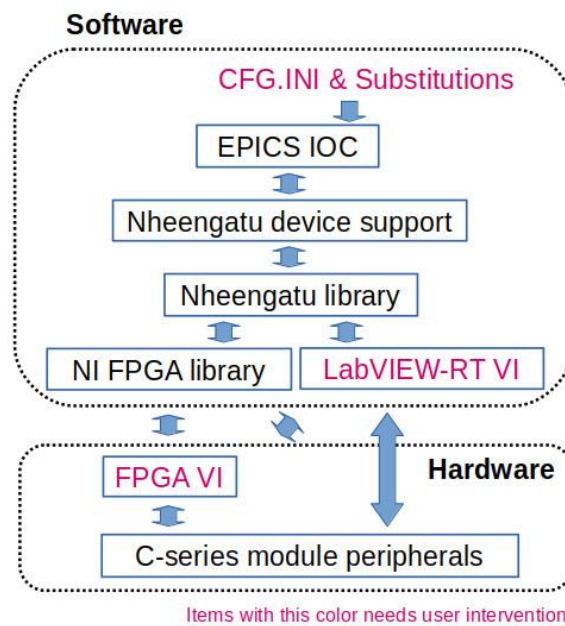 Software
CFG.INI & Substitutions
EPICS IOC
Nheengatu device support
Nheengatu library
NI FPGA library
LabVIEW-RT VI
Hardware
FPGA VI
C-series module peripherals
Items with this color needs user intervention